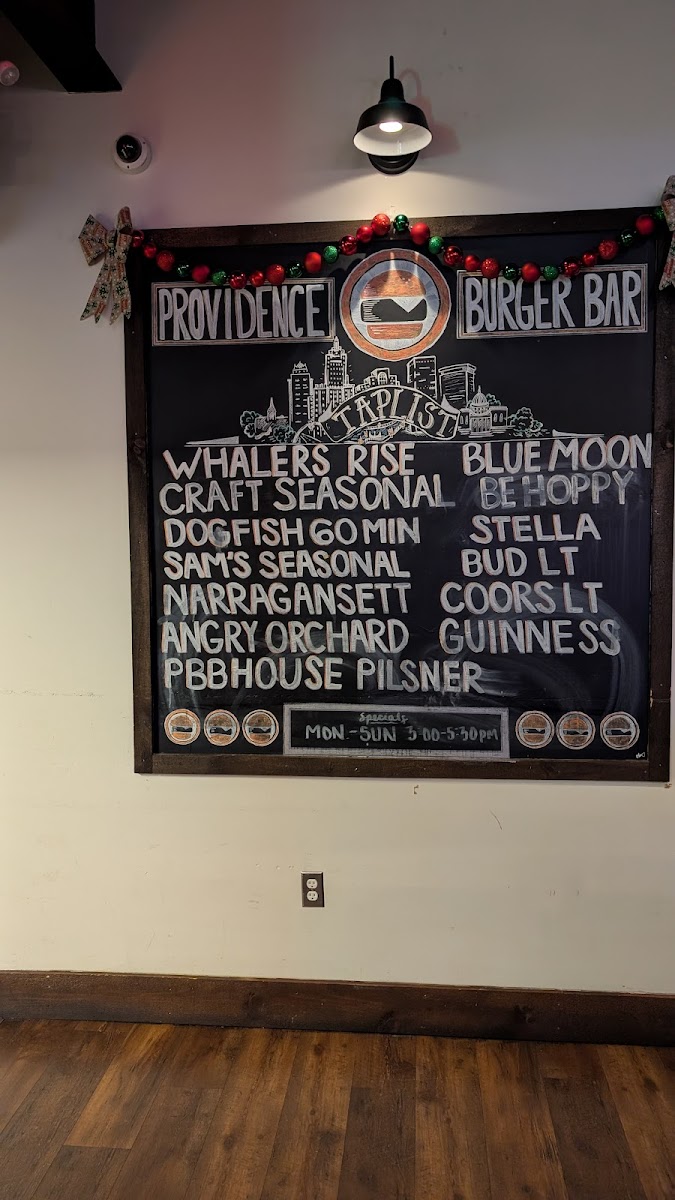 PROVIDENCE BURGER BAR
TAPLIST
WHALERS RISE BLUE MOON
CRAFT SEASONAL BE HOPPY
DOGFISH 60 MIN STELLA
SAM'S SEASONAL BUD LT
NARRAGANSETT COORS LT
ANGRY ORCHARD GUINNESS
PBBHOUSE PILSNER
Specials
MON - SUN 3:00-5:30PM